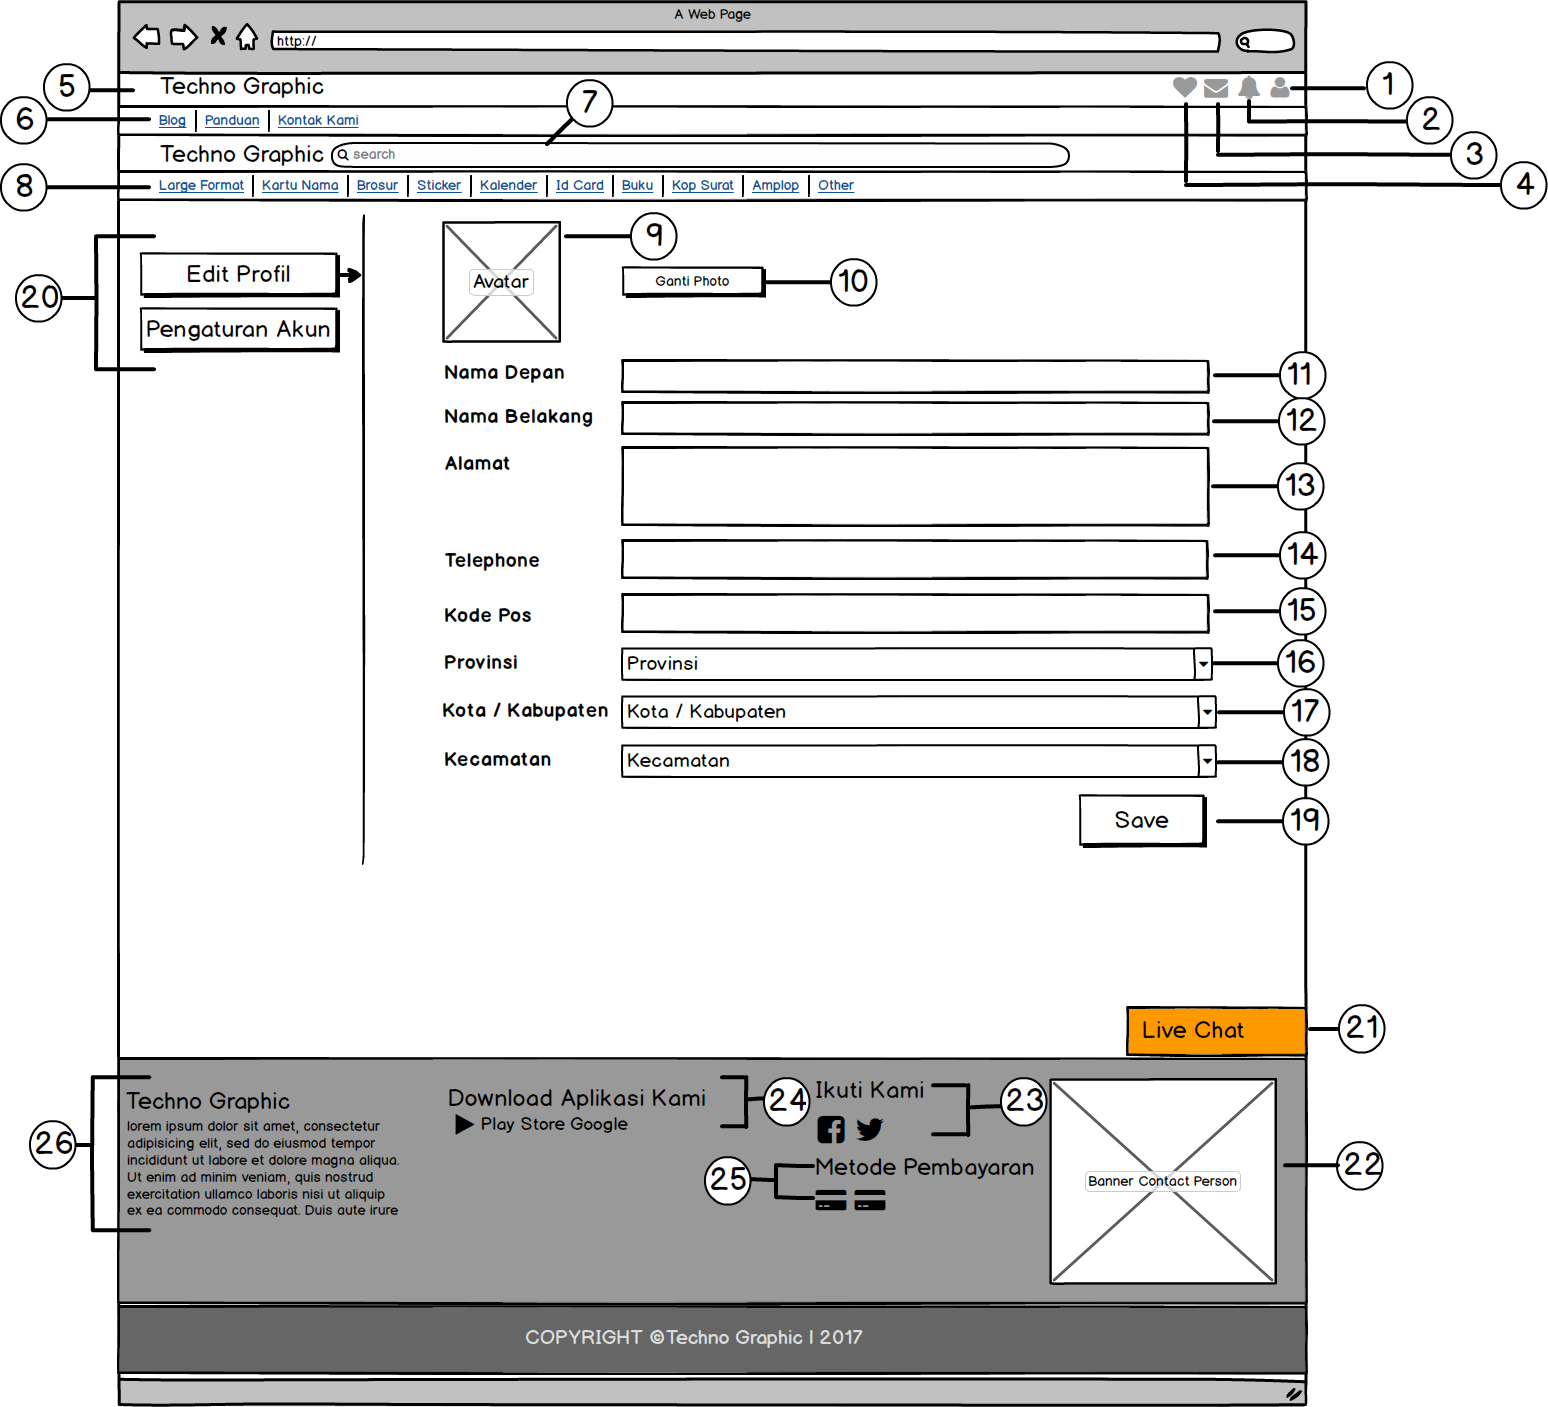 A Web Page
http://
5
Techno Graphic
1
6
Blog
Panduan
Kontak Kami
7
2
Techno Graphic
search
3
8
Large Format
Kartu Nama
Brosur
Sticker
Kalender
Id Card
Buku
Kop Surat
Amplop
Other
4
20
Edit Profil
Pengaturan Akun
Avatar
9
Ganti Photo
10
Nama Depan
11
Nama Belakang
12
Alamat
13
Telephone
14
Kode Pos
15
Provinsi
Provinsi
16
Kota / Kabupaten
Kota / Kabupaten
17
Kecamatan
Kecamatan
18
Save
19
Live Chat
21
26
Techno Graphic
lorem ipsum dolor sit amet, consectetur
adipisicing elit, sed do eiusmod tempor
incididunt ut labore et dolore magna aliqua.
Ut enim ad minim veniam, quis nostrud
exercitation ullamco laboris nisi ut aliquip
ex ea commodo consequat. Duis aute irure
Download Aplikasi Kami
Play Store Google
24
Ikuti Kami
23
25
Metode Pembayaran
Banner Contact Person
22
COPYRIGHT ©Techno Graphic | 2017